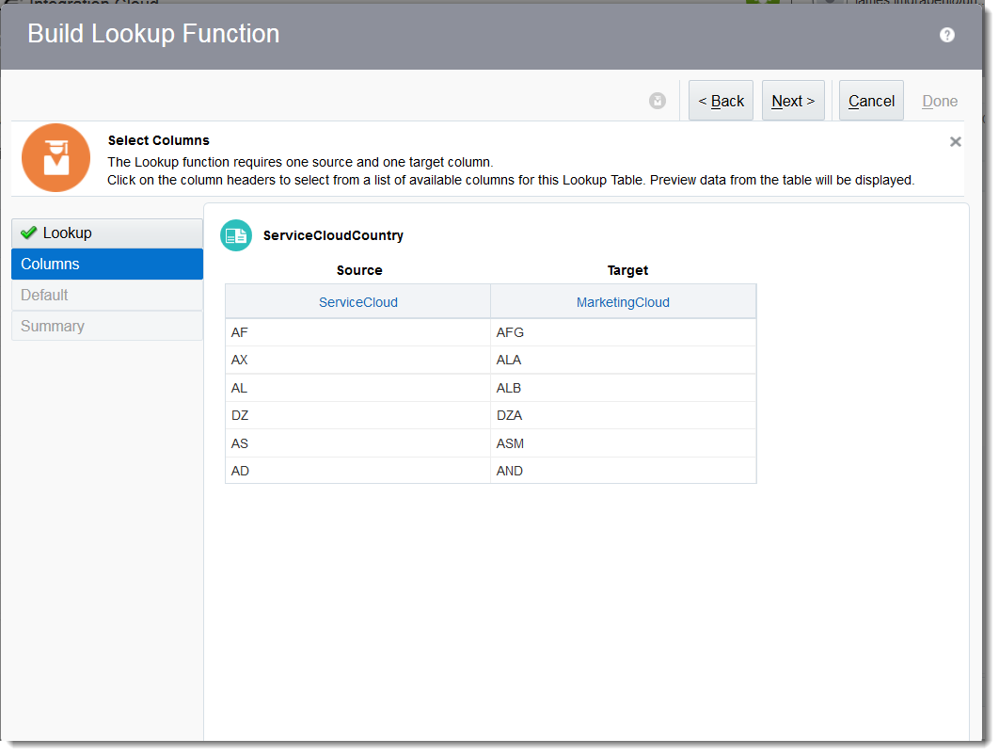 Integration Cloud
Build Lookup Function
?
< Back Next > Cancel Done
Select Columns
The Lookup function requires one source and one target column.
Click on the column headers to select from a list of available columns for this Lookup Table. Preview data from the table will be displayed.
Lookup
Columns
Default
Summary
ServiceCloudCountry
Source Target
ServiceCloud MarketingCloud
AF AFG
AX ALA
AL ALB
DZ DZA
AS ASM
AD AND